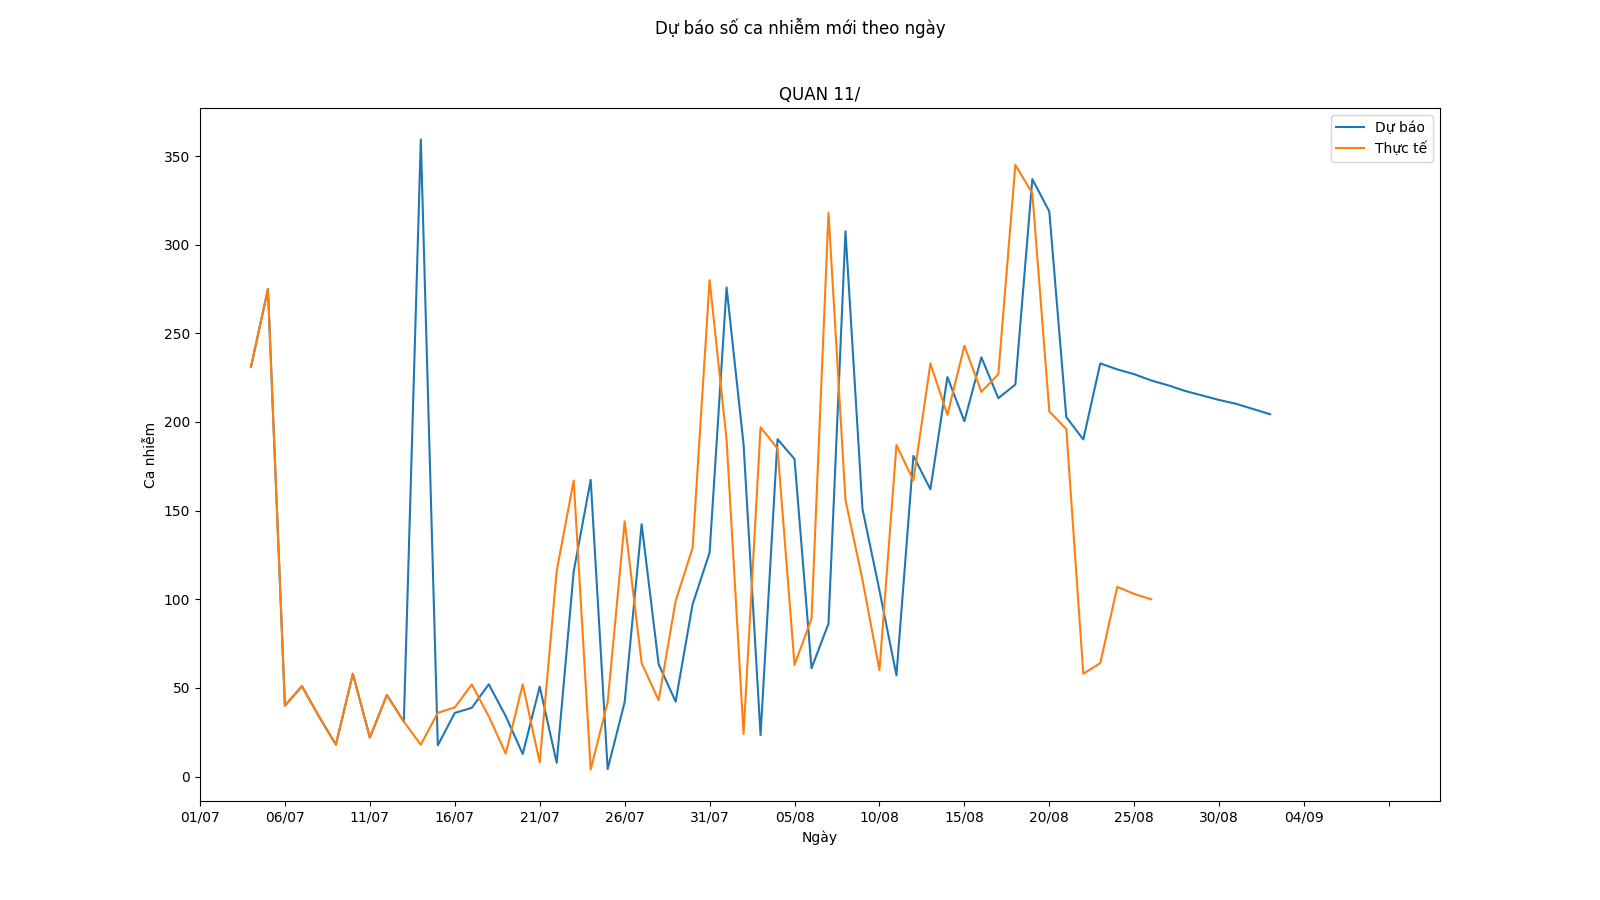 Dự báo số ca nhiễm mới theo ngày
QUAN 11/
Dự báo
Thực tế
350
300
250
200
150
100
50
0
Ca nhiễm
01/07 06/07 11/07 16/07 21/07 26/07 31/07 05/08 10/08 15/08 20/08 25/08 30/08 04/09
Ngày